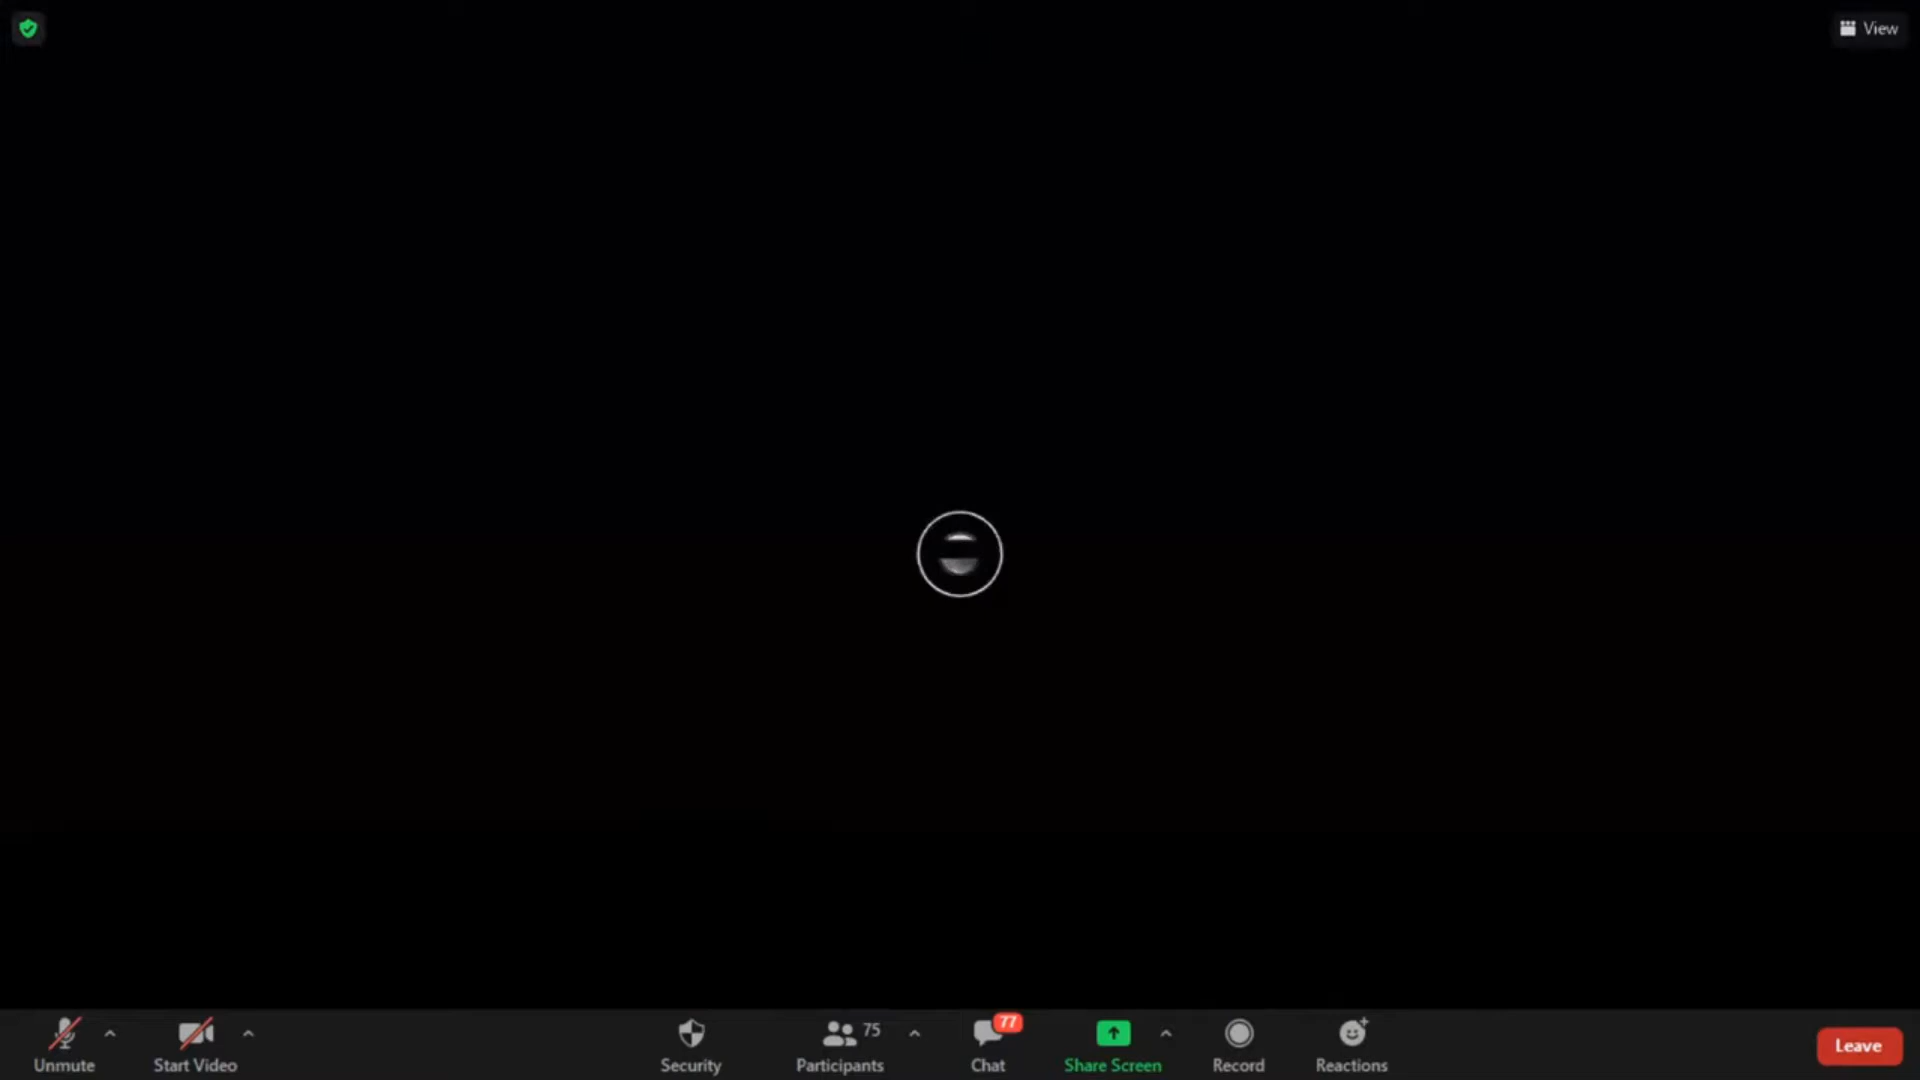 View
Unmute
Start Video
Security
75
Participants
77
Chat
Share Screen
Record
Reactions
Leave